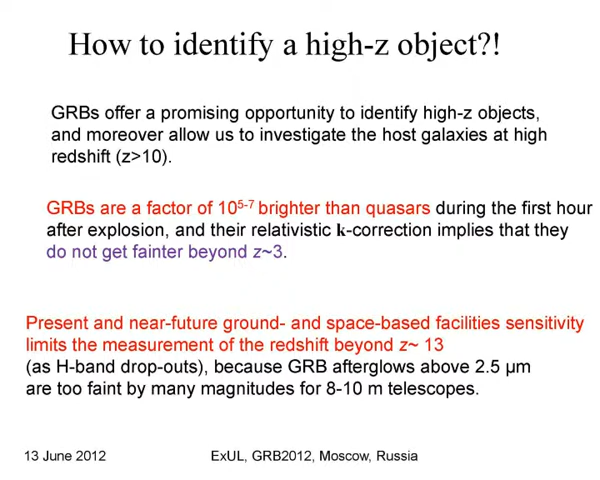 How to identify a high-z object?!
GRBs offer a promising opportunity to identify high-z objects,
and moreover allow us to investigate the host galaxies at high
redshift (z>10).
GRBs are a factor of 10⁵⁻⁷ brighter than quasars during the first hour
after explosion, and their relativistic k-correction implies that they
do not get fainter beyond z~3.
Present and near-future ground- and space-based facilities sensitivity
limits the measurement of the redshift beyond z~ 13
(as H-band drop-outs), because GRB afterglows above 2.5 µm
are too faint by many magnitudes for 8-10 m telescopes.
13 June 2012 ExUL, GRB2012, Moscow, Russia